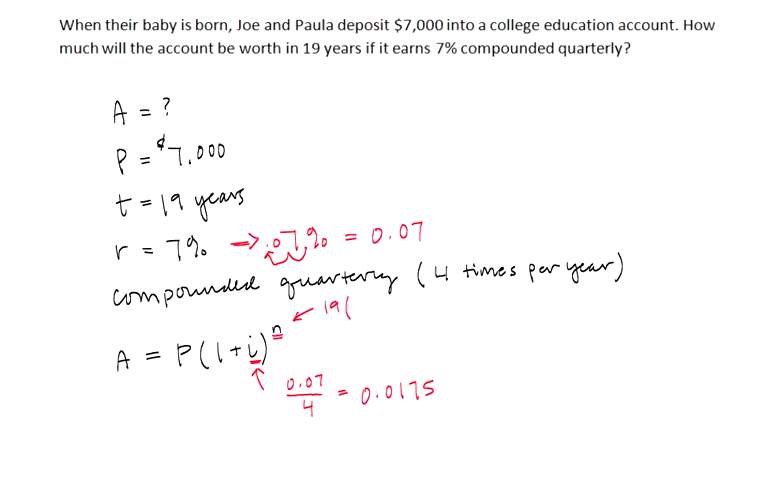 When their baby is born, Joe and Paula deposit $7,000 into a college education account. How
much will the account be worth in 19 years if it earns 7% compounded quarterly?
A = ?
P = $7,000
t = 19 years
r = 7% → .07.% = 0.07
compounded quarterly (4 times per year)
← 19(
A = P(1+i)ⁿ
↑ 0.07/4 = 0.0175